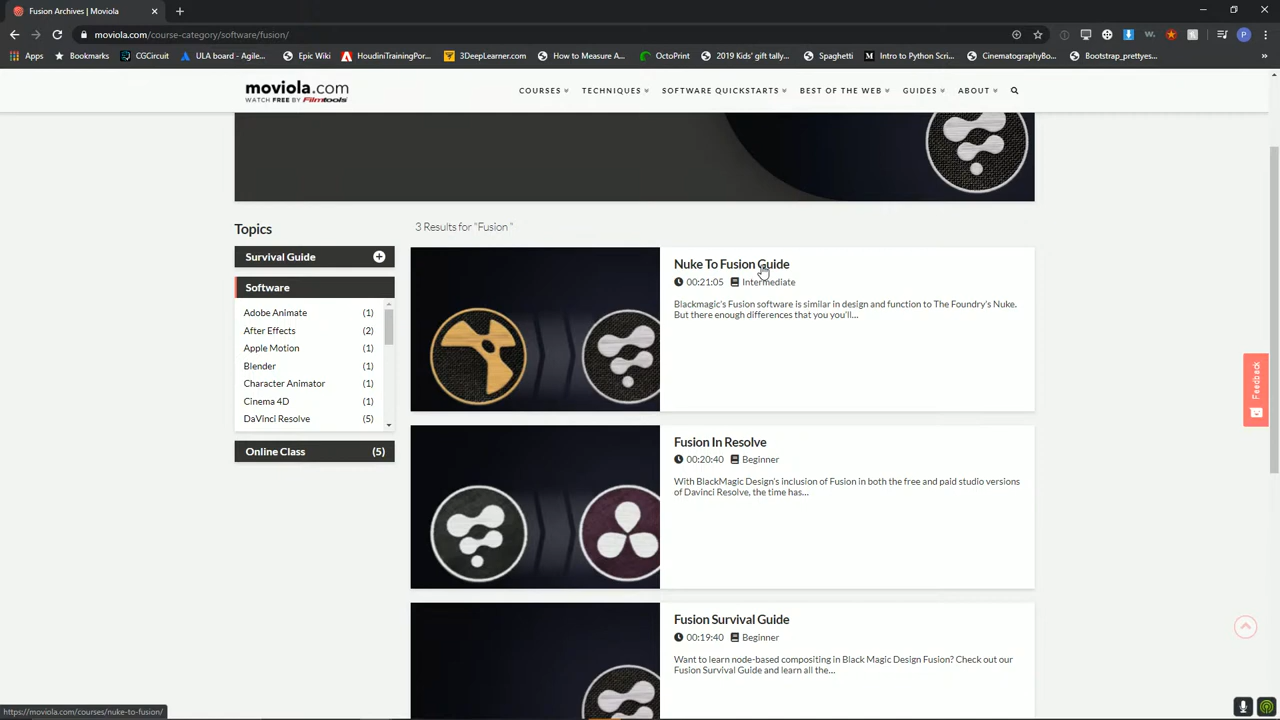 Fusion Archives | Moviola
moviola.com/course-category/software/fusion/
Apps
Bookmarks
CGCircuit
ULA board - Agile...
Epic Wiki
HoudiniTrainingPor...
3DeepLearner.com
How to Measure A...
OctoPrint
2019 Kids' gift tally...
Spaghetti
Intro to Python Scri...
CinematographyBo...
Bootstrap_prettyes...
moviola.com
WATCH FREE BY Filmtools
COURSES
TECHNIQUES
SOFTWARE QUICKSTARTS
BEST OF THE WEB
GUIDES
ABOUT
Topics
Survival Guide
Software
Adobe Animate (1)
After Effects (2)
Apple Motion (1)
Blender (1)
Character Animator (1)
Cinema 4D (1)
DaVinci Resolve (5)
Online Class (5)
3 Results for "Fusion "
Nuke To Fusion Guide
00:21:05 Intermediate
Blackmagic's Fusion software is similar in design and function to The Foundry's Nuke.
But there enough differences that you you'll...
Fusion In Resolve
00:20:40 Beginner
With BlackMagic Design's inclusion of Fusion in both the free and paid studio versions
of Davinci Resolve, the time has...
Fusion Survival Guide
00:19:40 Beginner
Want to learn node-based compositing in Black Magic Design Fusion? Check out our
Fusion Survival Guide and learn all the...
Feedback
https://moviola.com/courses/nuke-to-fusion/